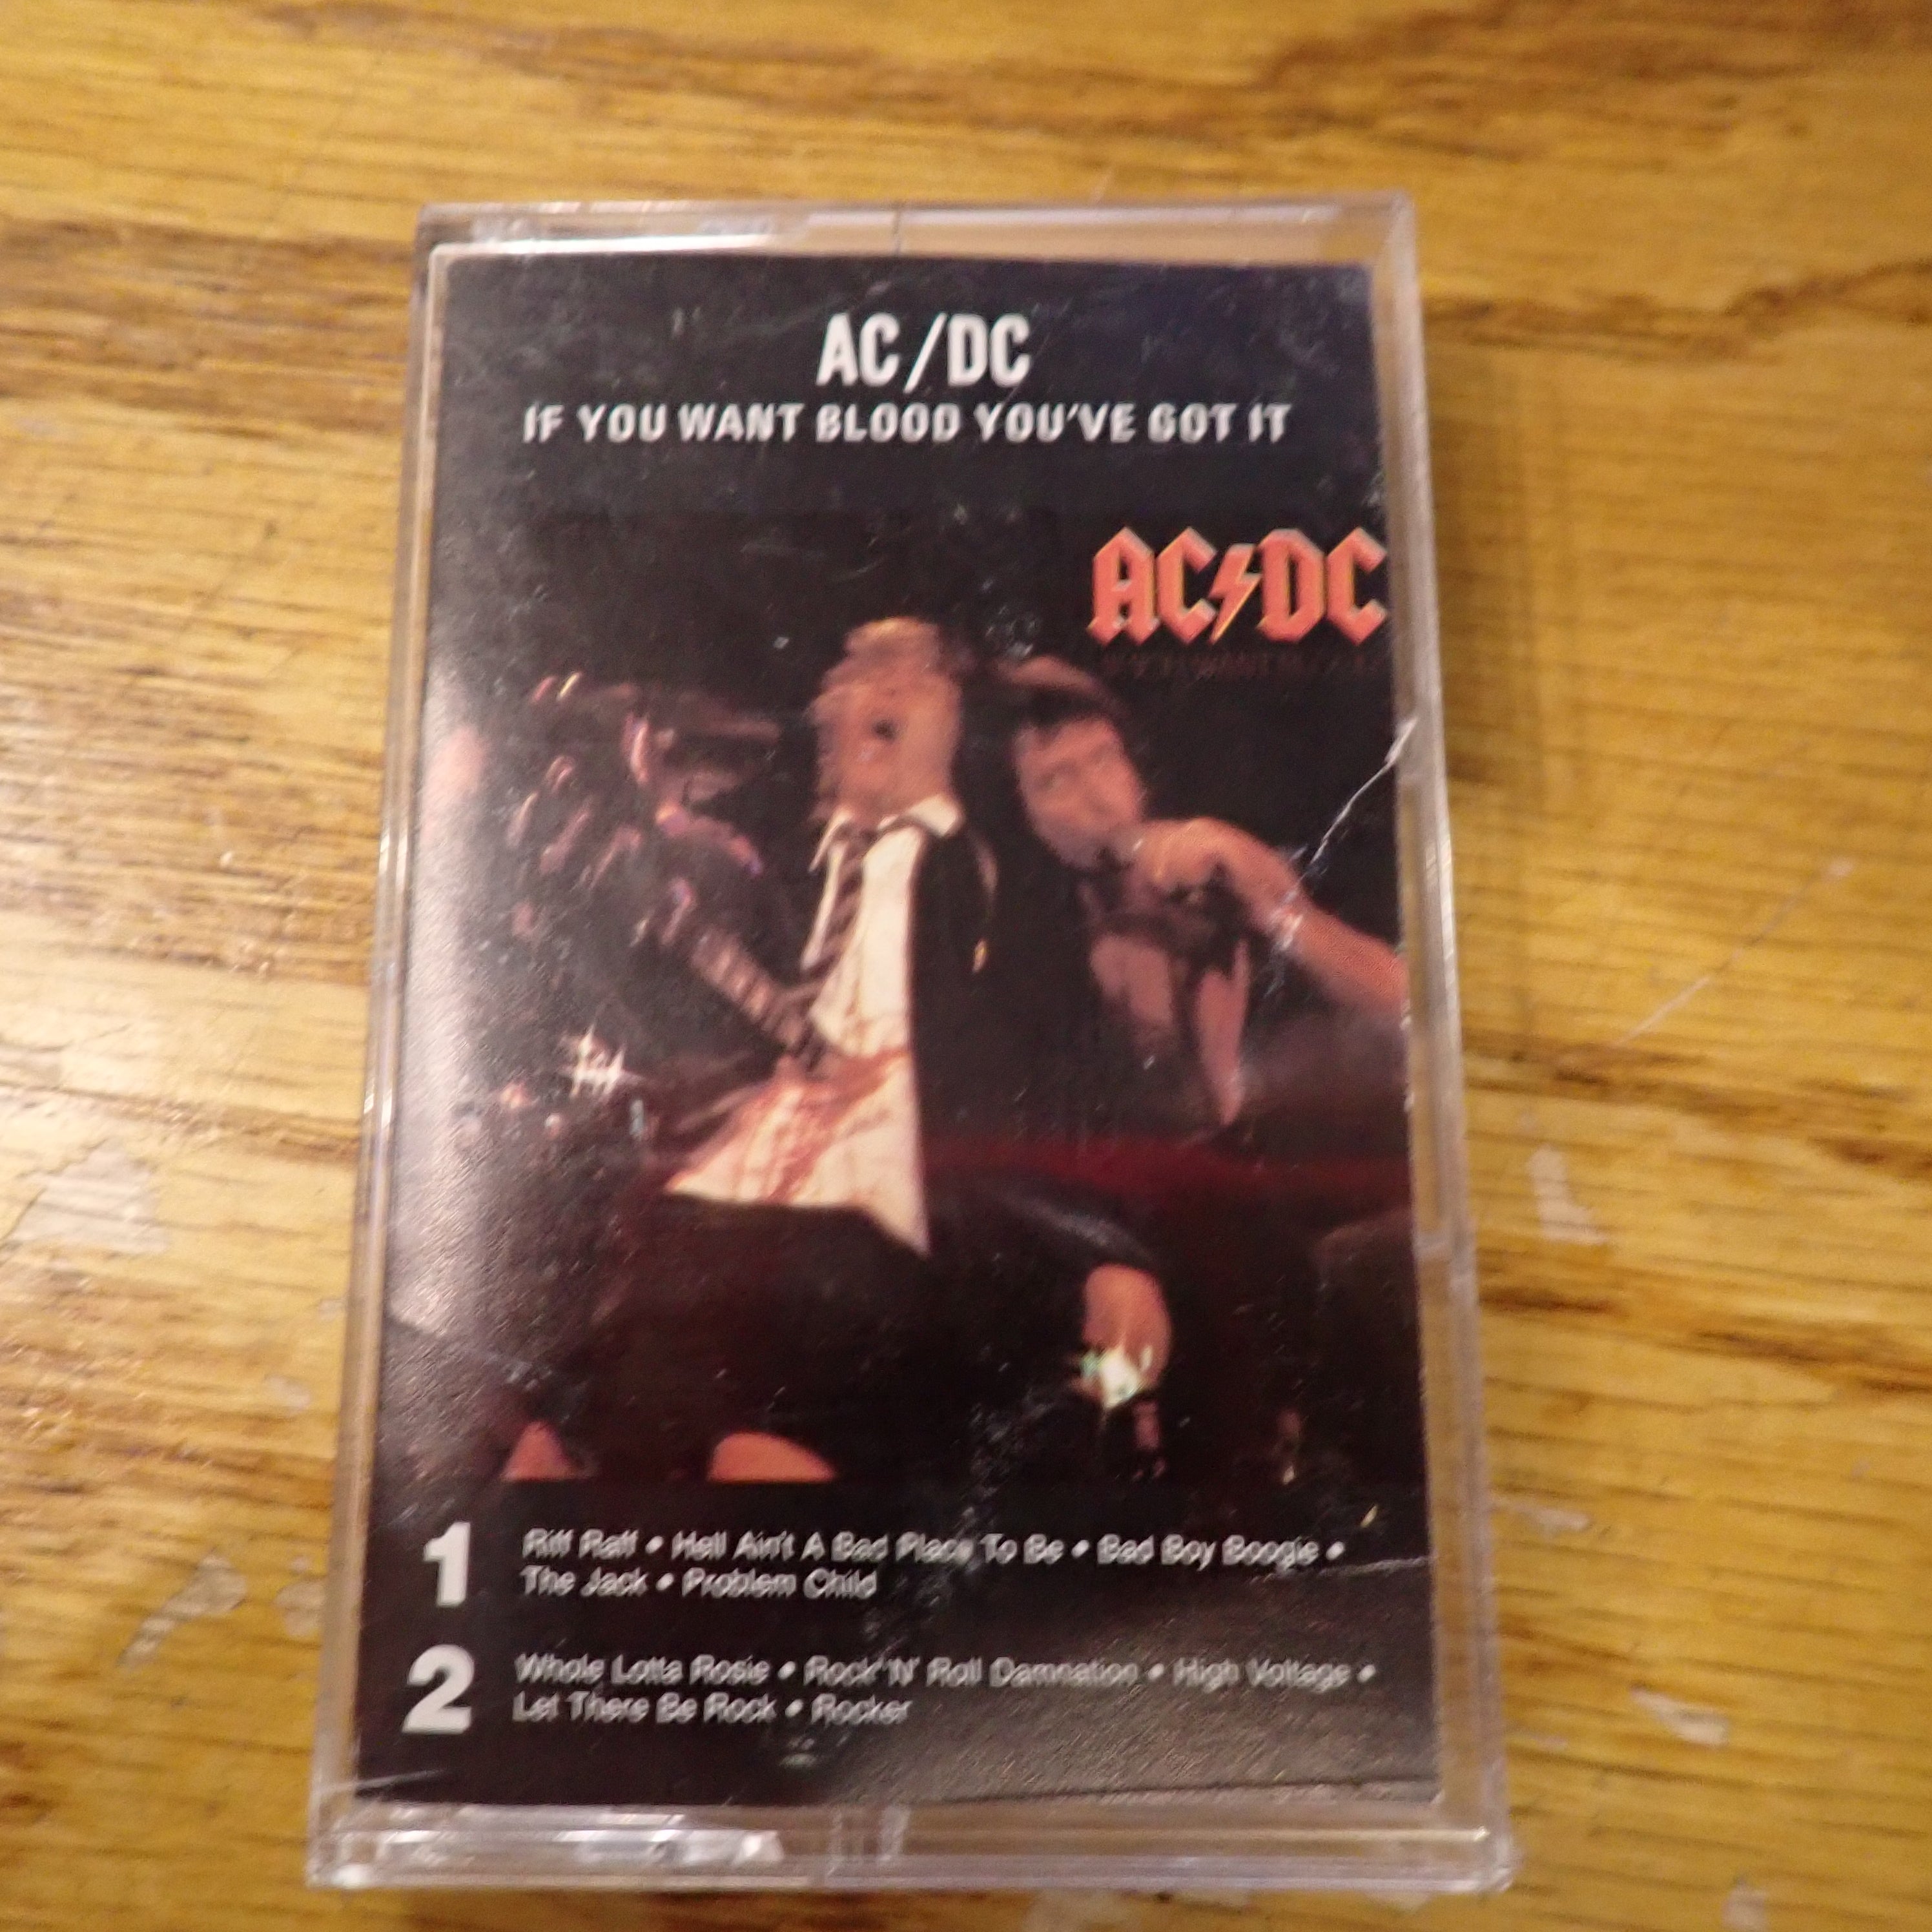 AC/DC
IF YOU WANT BLOOD YOU'VE GOT IT
AC DC
1 Riff Raff • Hell Ain't A Bad Place To Be • Bad Boy Boogie •
The Jack • Problem Child
2 Whole Lotta Rosie • Rock 'N' Roll Damnation • High Voltage •
Let There Be Rock • Rocker